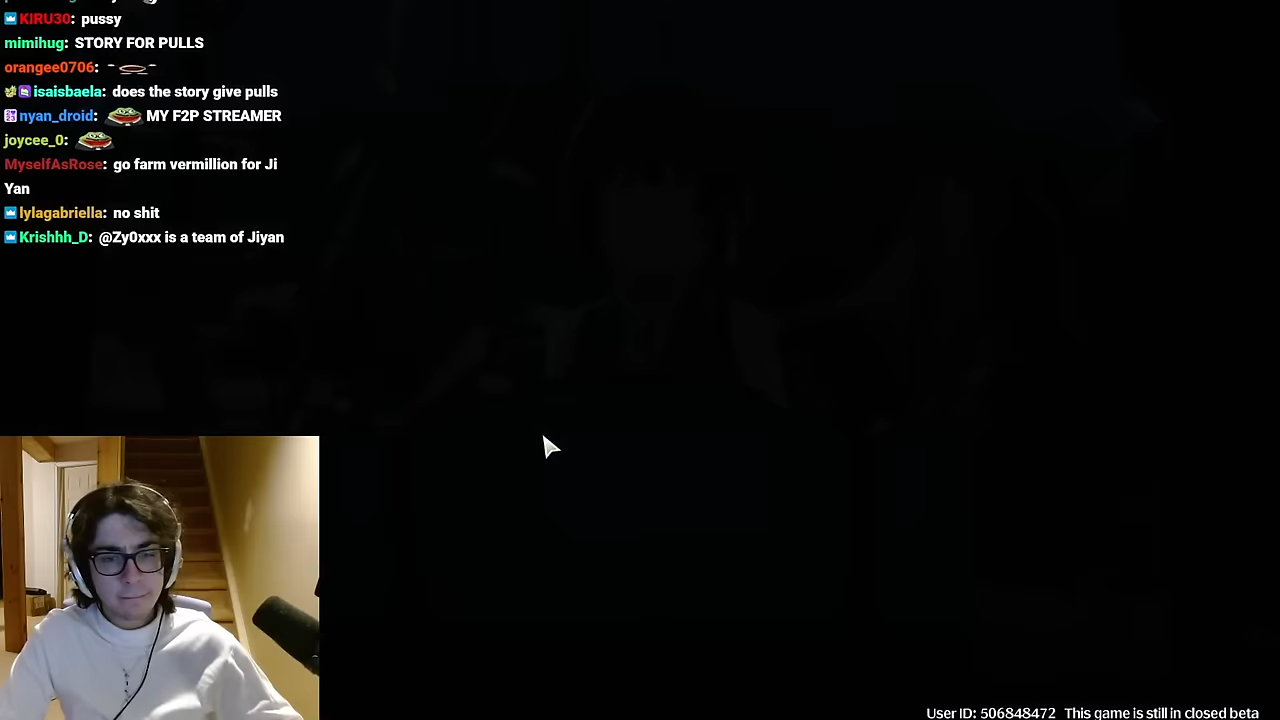 KIRU30: pussy
mimihug: STORY FOR PULLS
orangee0706:
isaisbaela: does the story give pulls
nyan_droid: MY F2P STREAMER
joycee_0:
MyselfAsRose: go farm vermillion for Ji
Yan
lylagabriella: no shit
Krishhh_D: @Zy0xxx is a team of Jiyan
User ID: 506848472 This game is still in closed beta